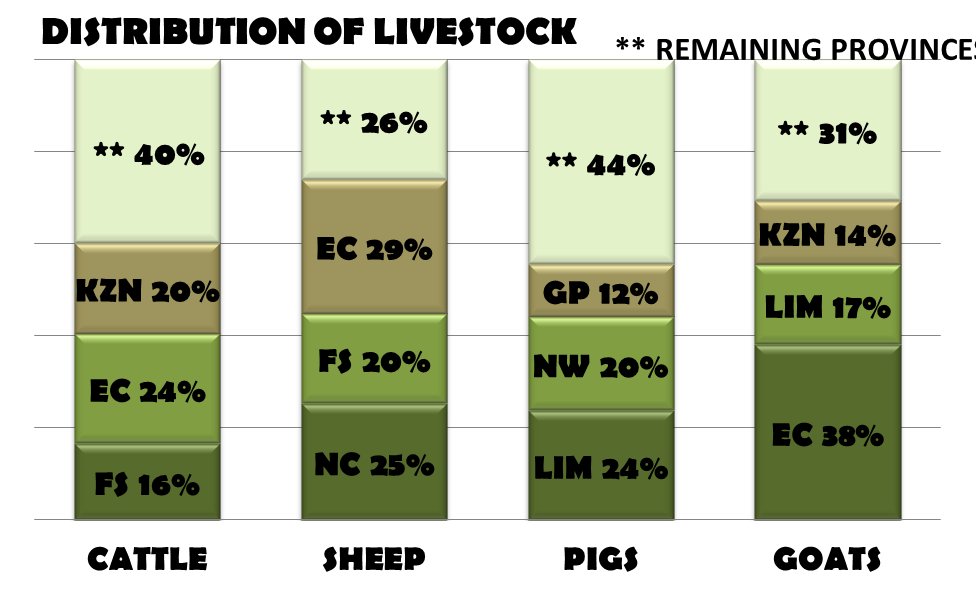 DISTRIBUTION OF LIVESTOCK
** REMAINING PROVINCES
** 40%
KZN 20%
EC 24%
FS 16%
** 26%
EC 29%
FS 20%
NC 25%
** 44%
GP 12%
NW 20%
LIM 24%
** 31%
KZN 14%
LIM 17%
EC 38%
CATTLE SHEEP PIGS GOATS